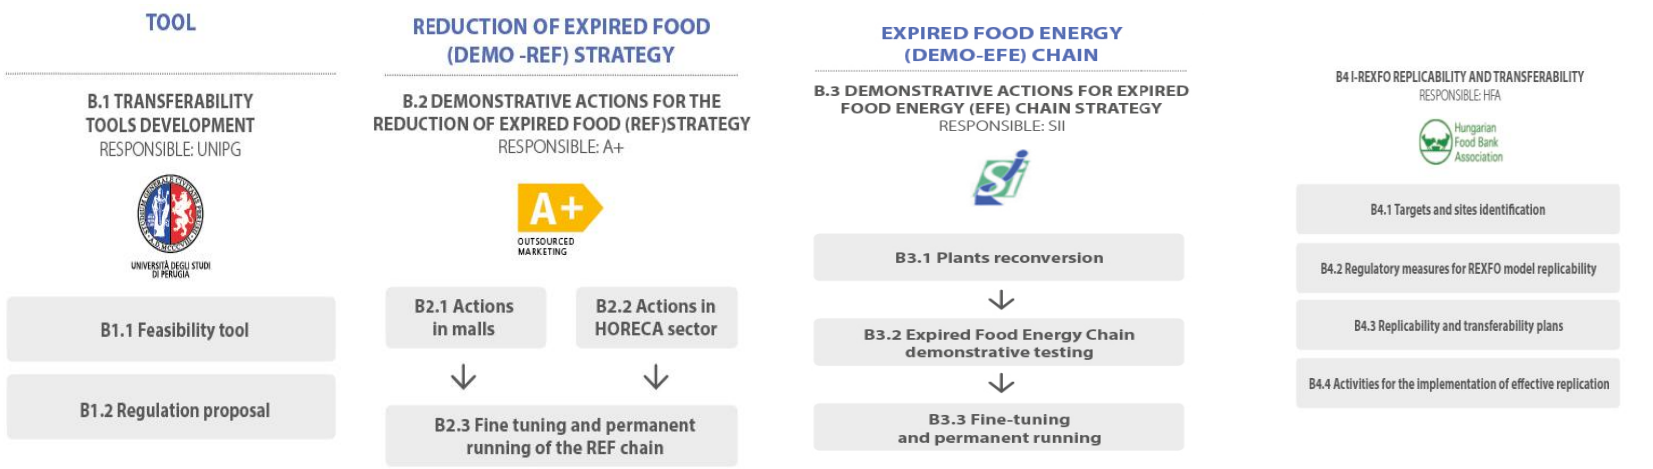 TOOL
B.1 TRANSFERABILITY
TOOLS DEVELOPMENT
RESPONSIBLE: UNIPG
UNIVERSITÀ DEGLI STUDI
DI PERUGIA
B1.1 Feasibility tool
B1.2 Regulation proposal
REDUCTION OF EXPIRED FOOD
(DEMO -REF) STRATEGY
B.2 DEMONSTRATIVE ACTIONS FOR THE
REDUCTION OF EXPIRED FOOD (REF)STRATEGY
RESPONSIBLE: A+
A+
OUTSOURCED
MARKETING
B2.1 Actions
in malls
B2.2 Actions in
HORECA sector
B2.3 Fine tuning and permanent
running of the REF chain
EXPIRED FOOD ENERGY
(DEMO-EFE) CHAIN
B.3 DEMONSTRATIVE ACTIONS FOR EXPIRED
FOOD ENERGY (EFE) CHAIN STRATEGY
RESPONSIBLE: SII
B3.1 Plants reconversion
B3.2 Expired Food Energy Chain
demonstrative testing
B3.3 Fine-tuning
and permanent running
B4 I-REXFO REPLICABILITY AND TRANSFERABILITY
RESPONSIBLE: HFA
Hungarian
Food Bank
Association
B4.1 Targets and sites identification
B4.2 Regulatory measures for REXFO model replicability
B4.3 Replicability and transferability plans
B4.4 Activities for the implementation of effective replication